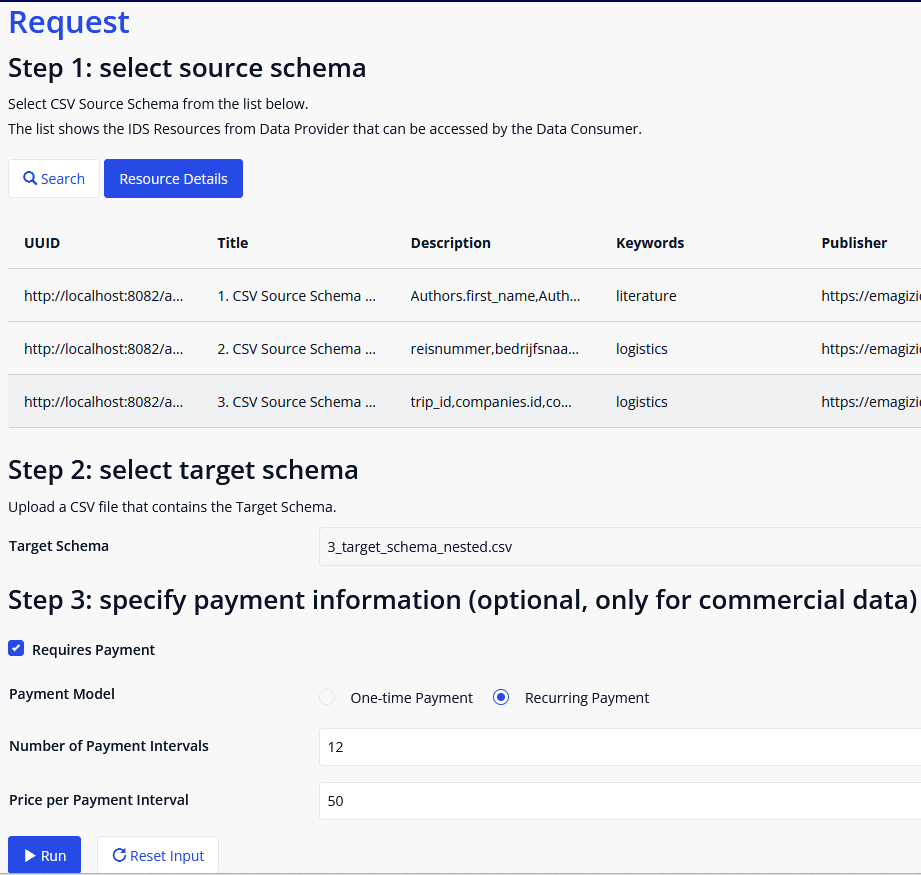 Request
Step 1: select source schema
Select CSV Source Schema from the list below.
The list shows the IDS Resources from Data Provider that can be accessed by the Data Consumer.
Search Resource Details
UUID Title Description Keywords Publisher
http://localhost:8082/a... 1. CSV Source Schema ... Authors.first_name,Auth... literature https://emagizi
http://localhost:8082/a... 2. CSV Source Schema ... reisnummer,bedrijfsnaa... logistics https://emagizi
http://localhost:8082/a... 3. CSV Source Schema ... trip_id,companies.id,co... logistics https://emagizi
Step 2: select target schema
Upload a CSV file that contains the Target Schema.
Target Schema 3_target_schema_nested.csv
Step 3: specify payment information (optional, only for commercial data)
Requires Payment
Payment Model One-time Payment Recurring Payment
Number of Payment Intervals 12
Price per Payment Interval 50
Run Reset Input